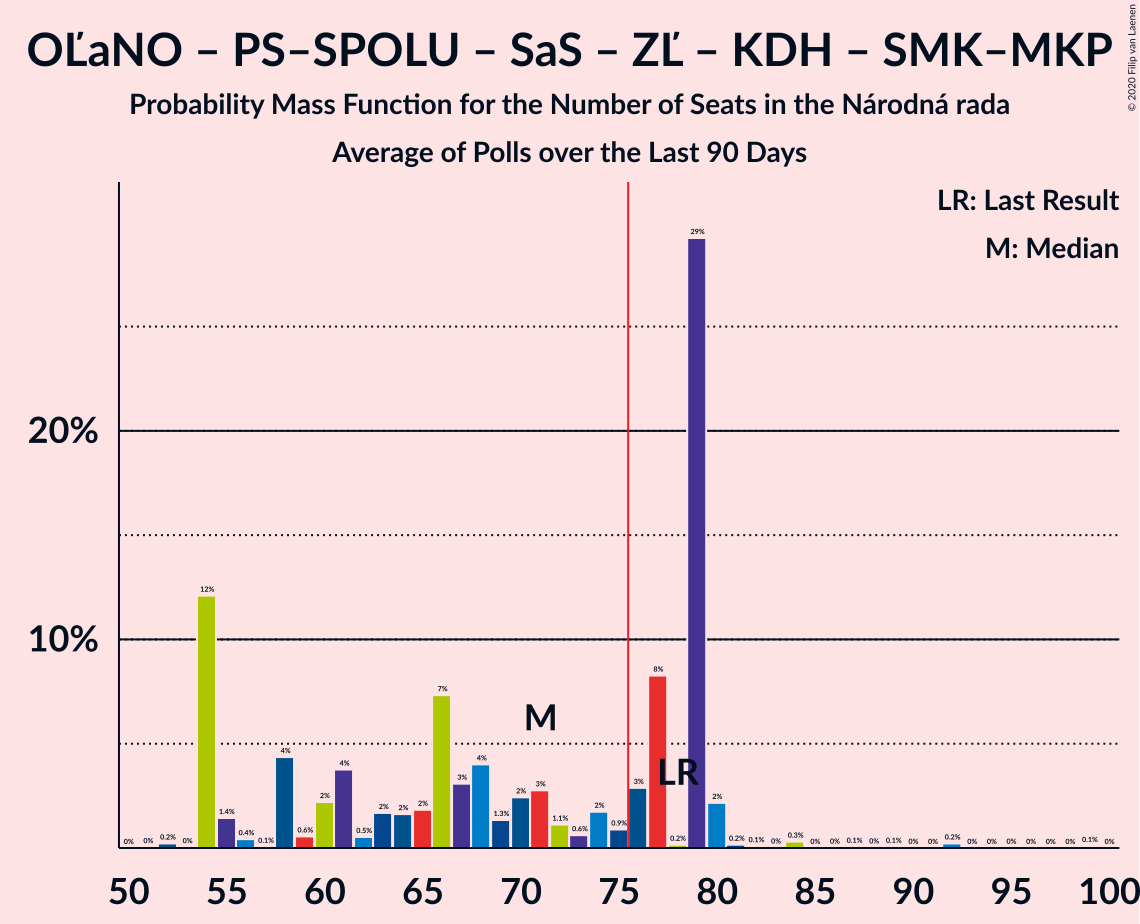 OĽaNO – PS–SPOLU – SaS – ZĽ – KDH – SMK–MKP
Probability Mass Function for the Number of Seats in the Národná rada
Average of Polls over the Last 90 Days
© 2020 Filip van Laenen
LR: Last Result
M: Median
20%
10%
0% 0% 0.2% 0% 12% 1.4% 0.4% 0.1% 4% 0.6% 2% 4% 0.5% 2% 2% 2% 7% 3% 4% 1.3% 2% 3% 1.1% 0.6% 2% 0.9% 3% 8% 0.2% 29% 2% 0.2% 0.1% 0% 0.3% 0% 0% 0.1% 0% 0.1% 0% 0% 0.2% 0% 0% 0% 0% 0% 0% 0.1% 0%
M
LR
50 55 60 65 70 75 80 85 90 95 100